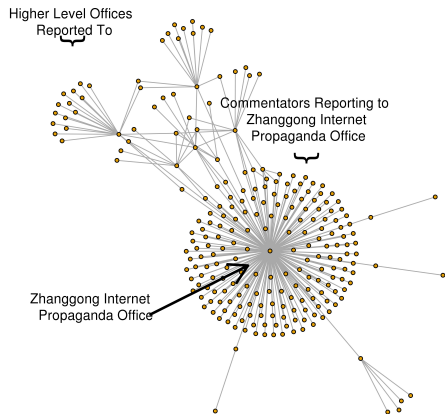 Higher Level Offices
Reported To
Commentators Reporting to
Zhanggong Internet
Propaganda Office
Zhanggong Internet
Propaganda Office